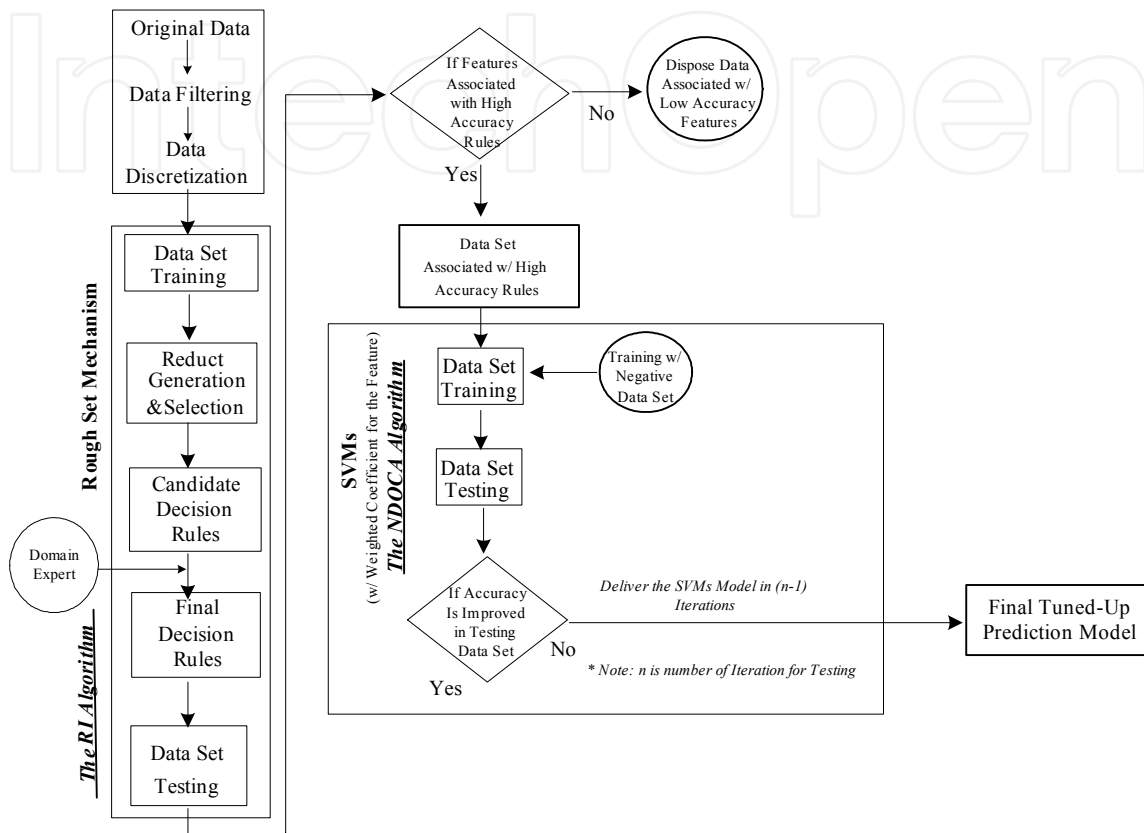 IntechOpen
Original Data
Data Filtering
Data
Discretization
Rough Set Mechanism
The RI Algorithm
Data Set
Training
Reduct
Generation
&Selection
Candidate
Decision
Rules
Domain
Expert
Final
Decision
Rules
Data Set
Testing
If Features
Associated
with High
Accuracy
Rules
No
Yes
Dispose Data
Associated w/
Low Accuracy
Features
Data Set
Associated w/ High
Accuracy Rules
SVMs
(w/ Weighted Coefficient for the Feature)
The NDOCA Algorithm
Data Set
Training
Training w/
Negative
Data Set
Data Set
Testing
If Accuracy
Is Improved
in Testing
Data Set
No
Yes
Deliver the SVMs Model in (n-1)
Iterations
* Note: n is number of Iteration for Testing
Final Tuned-Up
Prediction Model